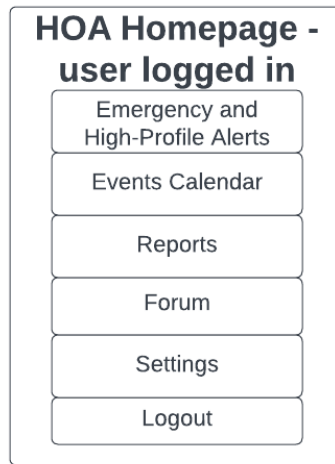 HOA Homepage -
user logged in
Emergency and
High-Profile Alerts
Events Calendar
Reports
Forum
Settings
Logout